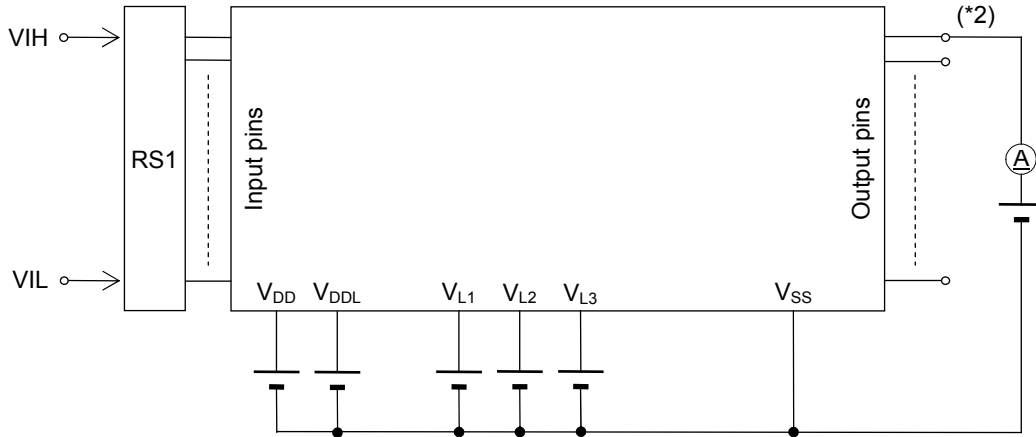 (*2)
VIH
RS1
Input pins
Output pins
A
VIL
VDD
VDDL
VL1
VL2
VL3
VSS